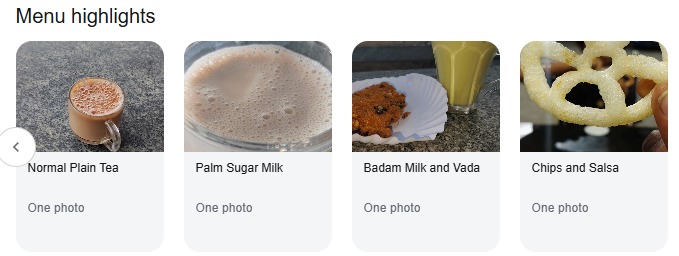 Menu highlights
Normal Plain Tea
One photo
Palm Sugar Milk
One photo
Badam Milk and Vada
One photo
Chips and Salsa
One photo